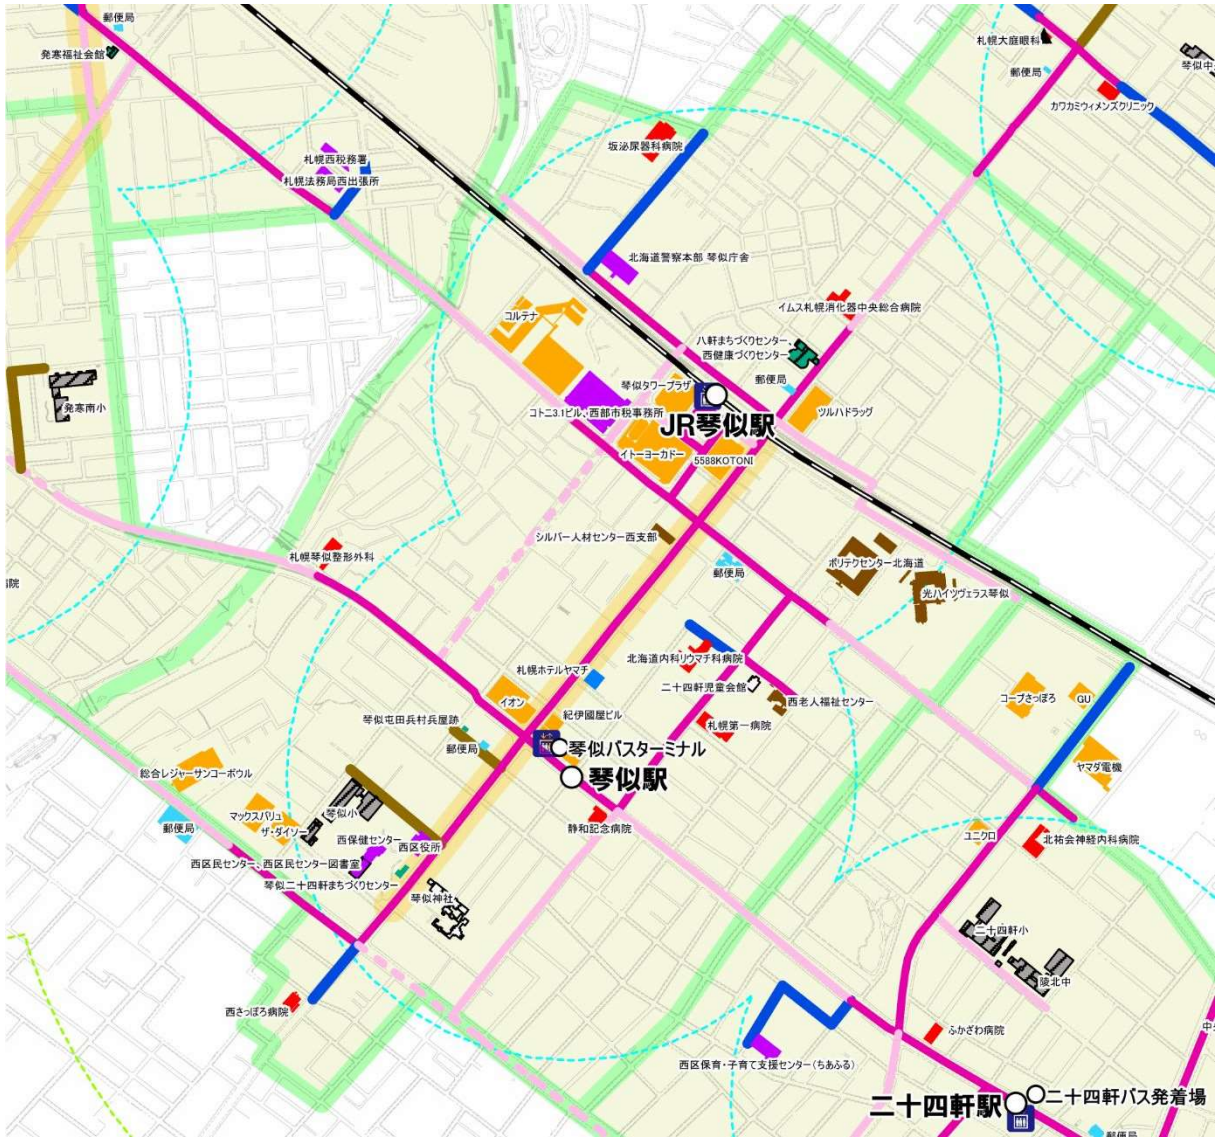 郵便局
発寒福祉会館
札幌大庭眼科
郵便局
琴似中
カワカミウィメンズクリニック
坂泌尿器科病院
札幌西税務署
札幌法務局西出張所
北海道警察本部 琴似庁舎
イムス札幌消化器中央総合病院
コルテナ
八軒まちづくりセンター、
西健康づくりセンター
琴似タワープラザ
郵便局
発寒南小
コトニ3.1ビル、西部市税事務所
ツルハドラッグ
JR琴似駅
イトーヨーカドー
5588KOTONI
シルバー人材センター西支部
札幌琴似整形外科
郵便局
ポリテクセンター北海道
病院
光ハイツヴェラス琴似
北海道内科リウマチ科病院
札幌ホテルヤマチ
二十四軒児童会館
西老人福祉センター
コープさっぽろ
GU
イオン
紀伊國屋ビル
琴似屯田兵村兵屋跡
札幌第一病院
郵便局
琴似バスターミナル
琴似駅
総合レジャーサンコーボウル
ヤマダ電機
マックスバリュ
琴似小
郵便局
ザ・ダイソー
静和記念病院
西保健センター
西区役所
ユニクロ
北祐会神経内科病院
西区民センター、西区民センター図書室
琴似二十四軒まちづくりセンター
琴似神社
二十四軒小
陵北中
西さっぽろ病院
ふかざわ病院
中央
西区保育・子育て支援センター(ちあふる)
二十四軒駅
二十四軒バス発着場
郵便局